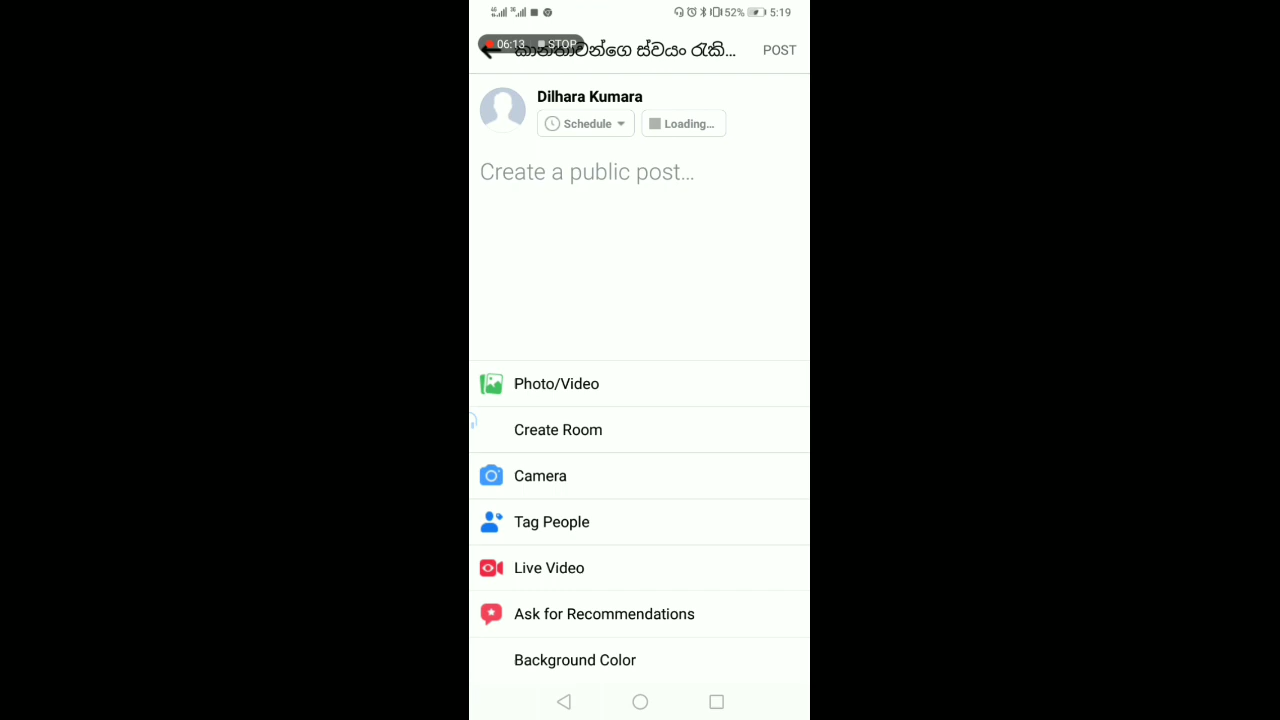 52% 5:19
06:13 STOP
ස්වයං රැකි... POST
Dilhara Kumara
Schedule Loading...
Create a public post...
Photo/Video
Create Room
Camera
Tag People
Live Video
Ask for Recommendations
Background Color